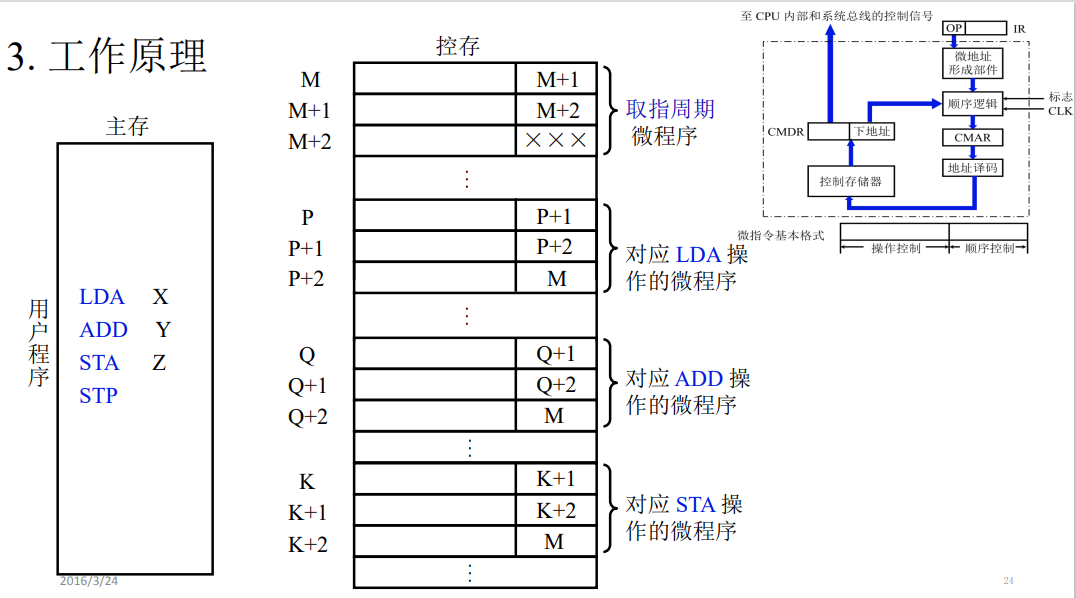 3. 工作原理
主存
用户程序
LDA X
ADD Y
STA Z
STP
2016/3/24
控存
M M+1
M+1 M+2
M+2 ×××
⋮
P P+1
P+1 P+2
P+2 M
⋮
Q Q+1
Q+1 Q+2
Q+2 M
⋮
K K+1
K+1 K+2
K+2 M
⋮
取指周期
微程序
对应 LDA 操
作的微程序
对应 ADD 操
作的微程序
对应 STA 操
作的微程序
至 CPU 内部和系统总线的控制信号
OP IR
微地址
形成部件
顺序逻辑
标志
CLK
CMDR 下地址
CMAR
地址译码
控制存储器
微指令基本格式
操作控制 顺序控制
24